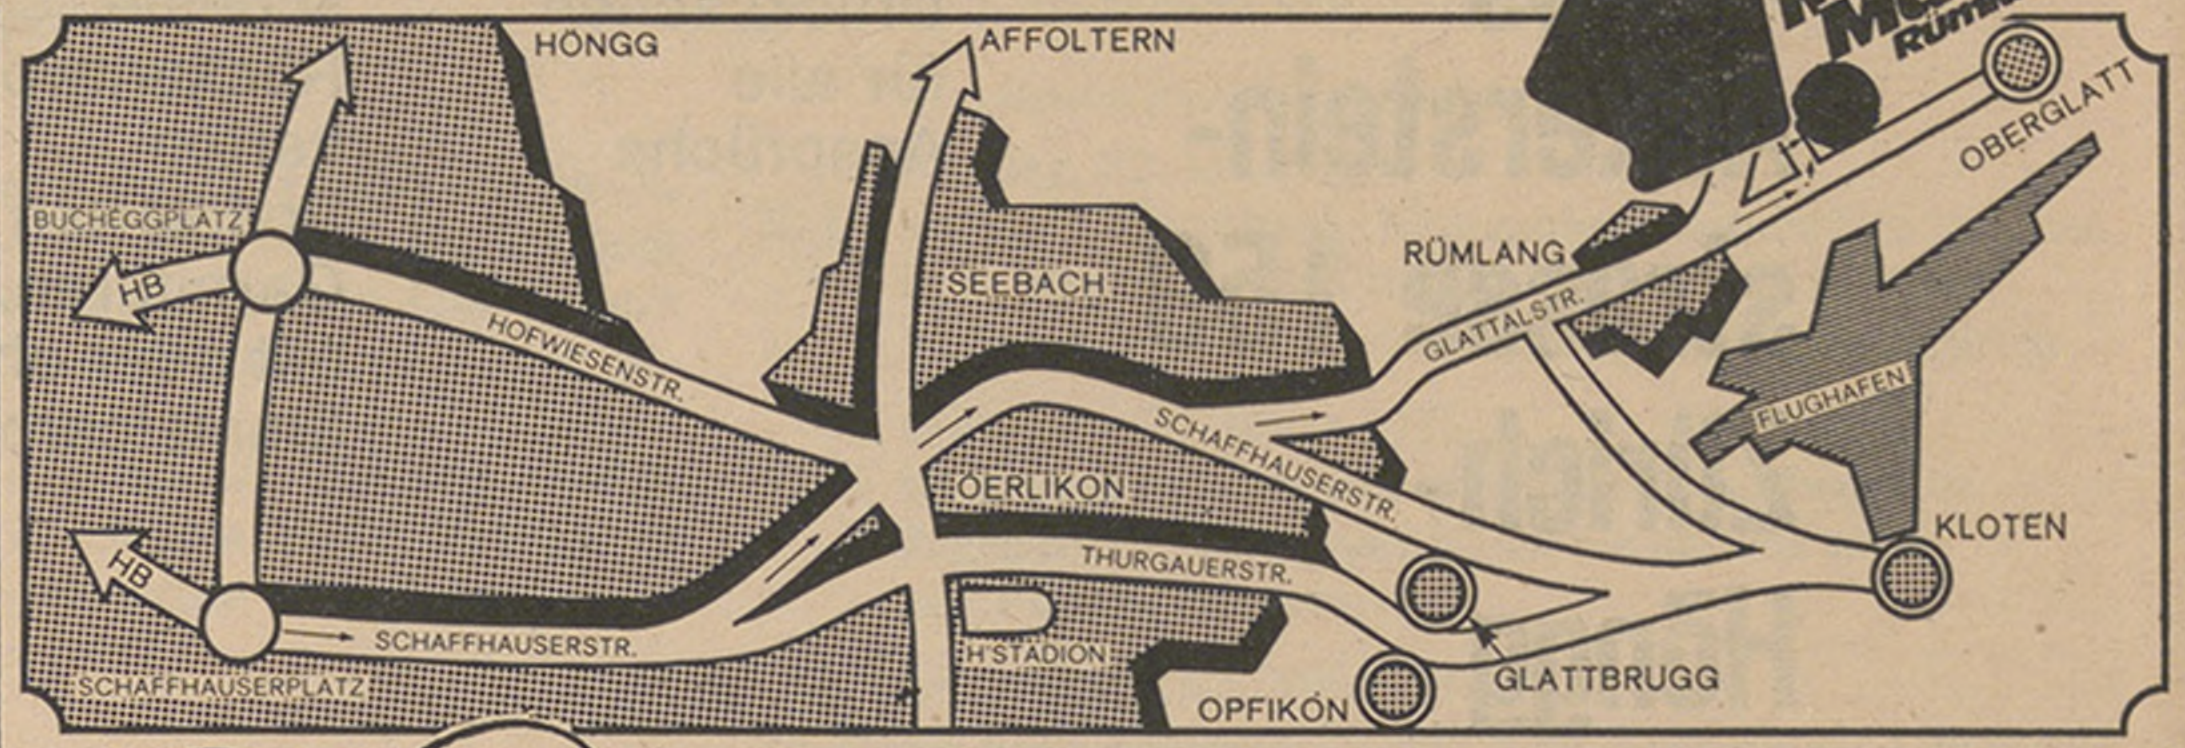 HÖNGG
AFFOLTERN
OBERGLATT
BUCHEGGPLATZ
HB
SEEBACH
RÜMLANG
HOFWIESENSTR.
GLATTALSTR.
FLUGHAFEN
SCHAFFHAUSERSTR.
OERLIKON
KLOTEN
HB
THURGAUERSTR.
SCHAFFHAUSERSTR.
H'STADION
SCHAFFHAUSERPLATZ
OPFIKON
GLATTBRUGG